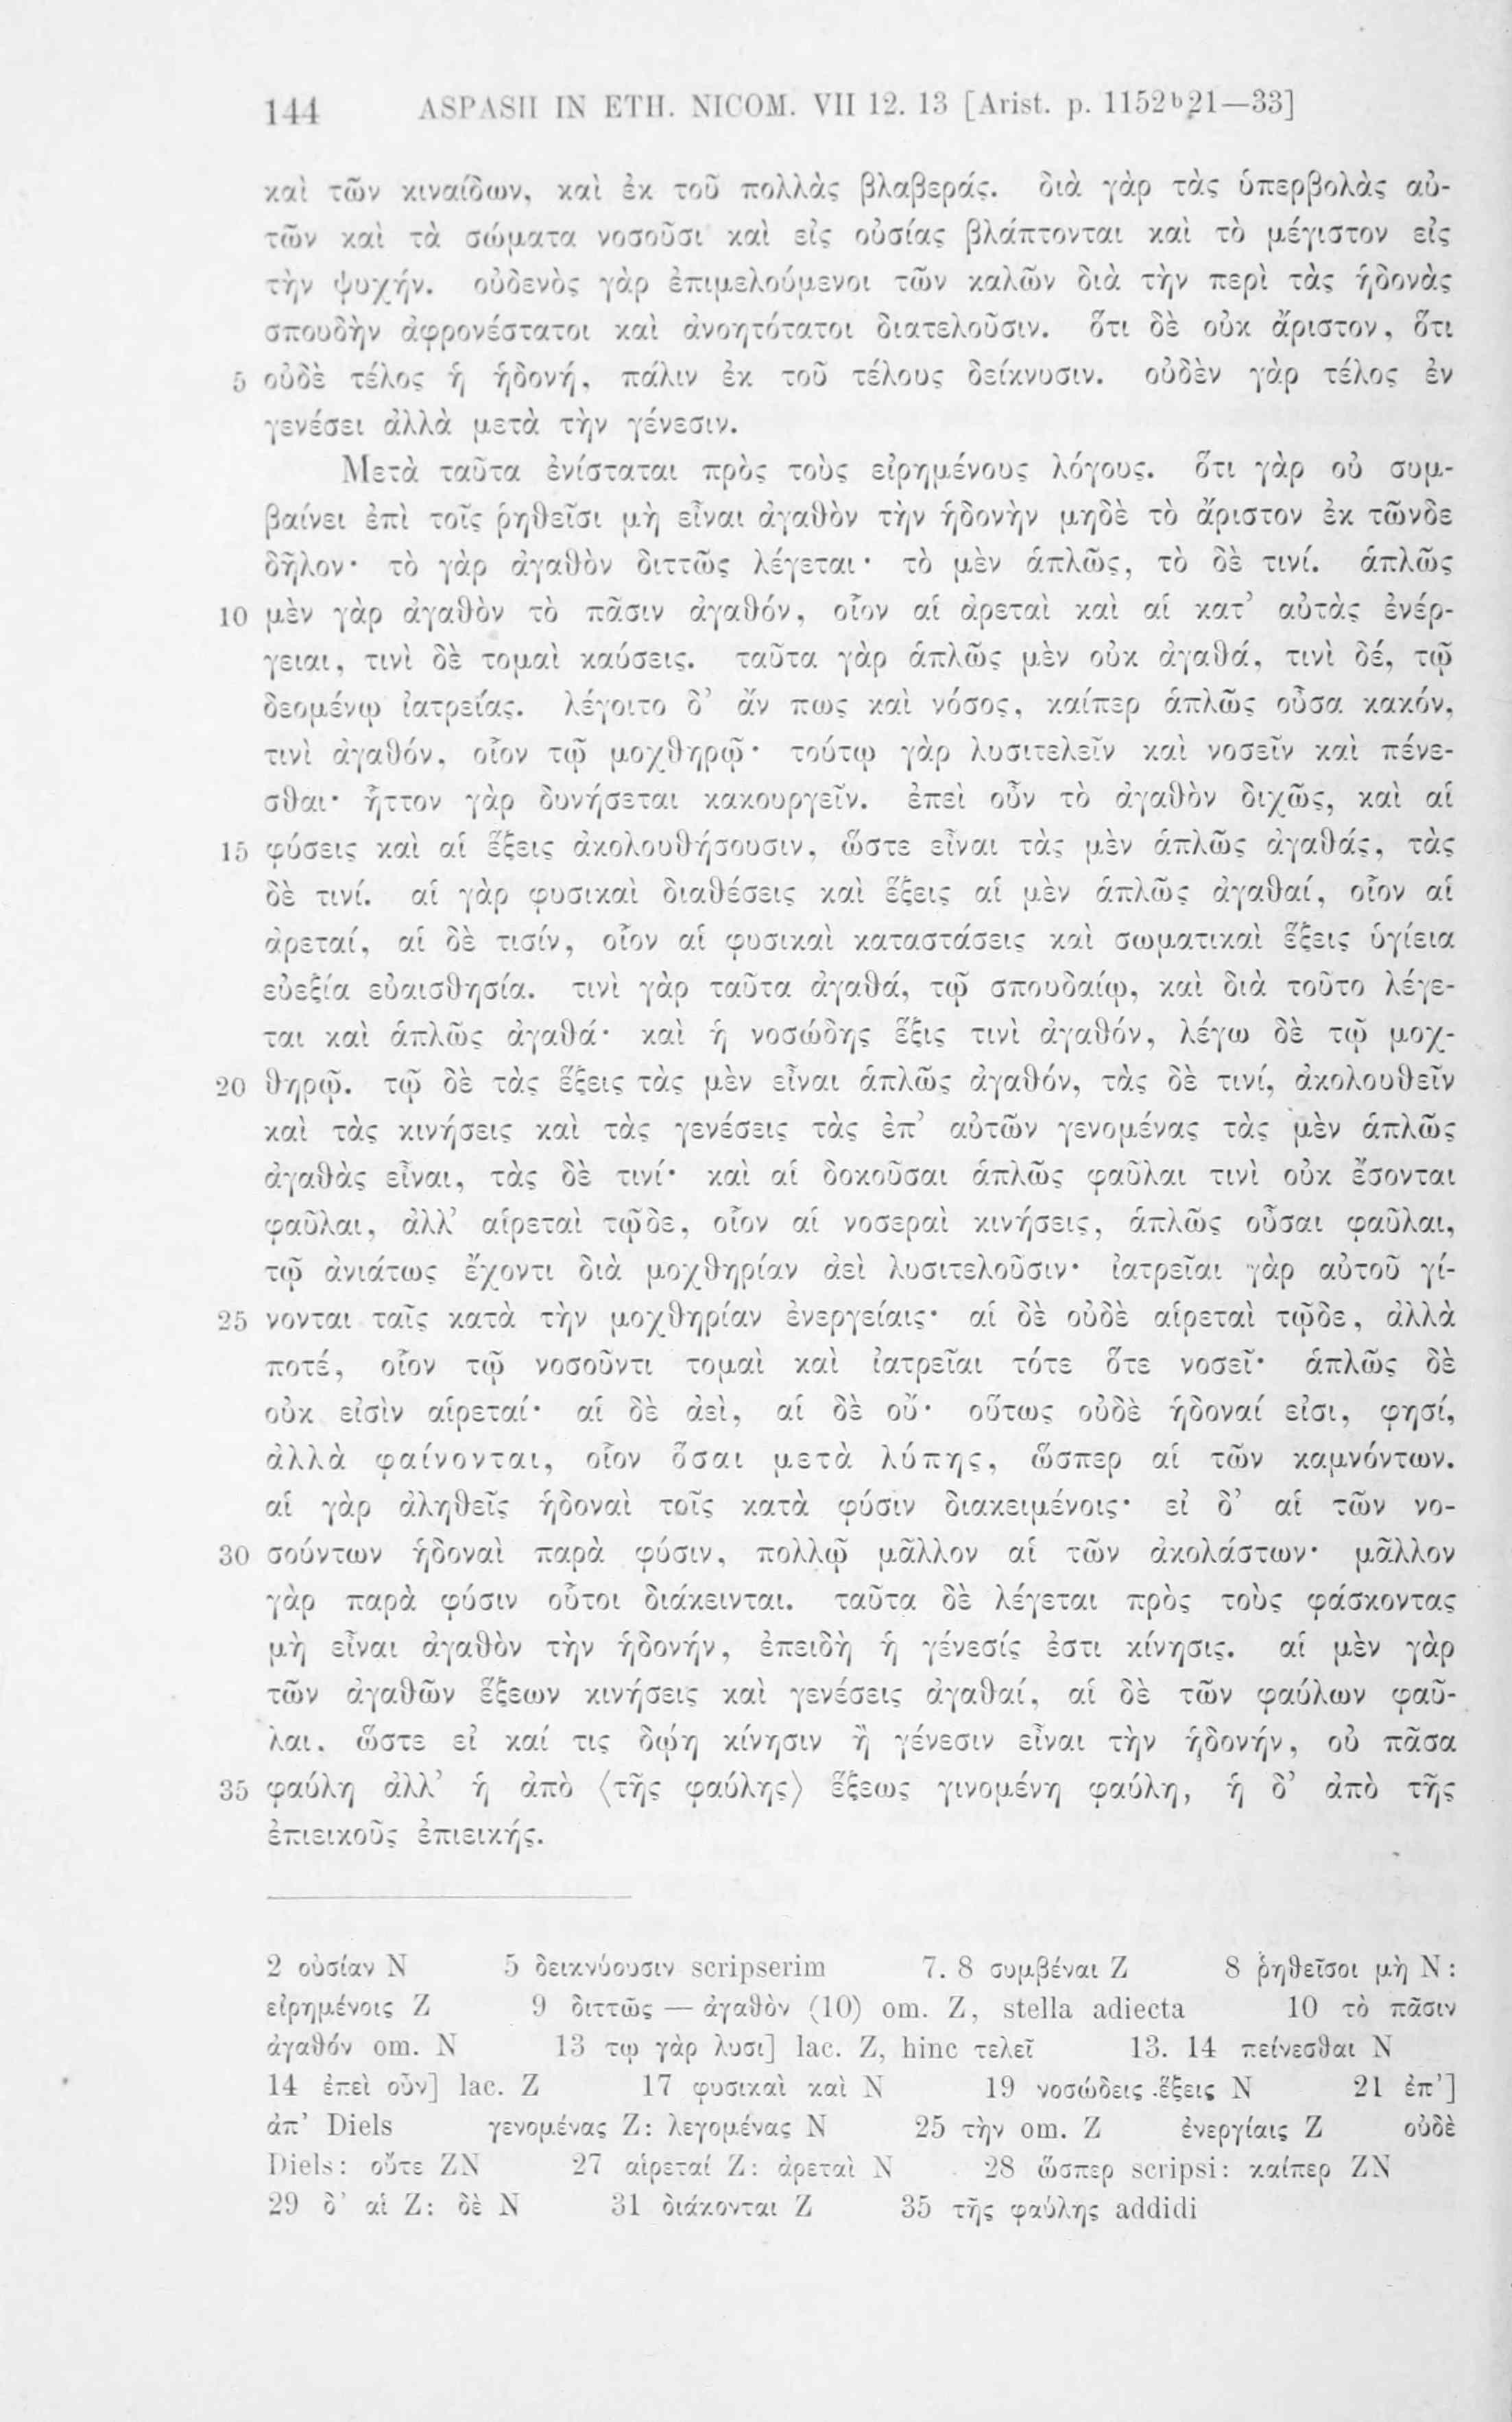 144 ASPASII IN ETH. NICOM. VII 12. 13 [Arist. p. 1152ᵇ21—33]
καὶ τῶν κιναίδων, καὶ ἐκ τοῦ πολλὰς βλαβεράς. διὰ γὰρ τὰς ὑπερβολὰς αὐ-
τῶν καὶ τὰ σώματα νοσοῦσι καὶ εἰς οὐσίας βλάπτονται καὶ τὸ μέγιστον εἰς
τὴν ψυχήν. οὐδενὸς γὰρ ἐπιμελούμενοι τῶν καλῶν διὰ τὴν περὶ τὰς ἡδονὰς
σπουδὴν ἀφρονέστατοι καὶ ἀνοητότατοι διατελοῦσιν. ὅτι δὲ οὐκ ἄριστον, ὅτι
5 οὐδὲ τέλος ἡ ἡδονή, πάλιν ἐκ τοῦ τέλους δείκνυσιν. οὐδὲν γὰρ τέλος ἐν
γενέσει ἀλλὰ μετὰ τὴν γένεσιν.
Μετὰ ταῦτα ἐνίσταται πρὸς τοὺς εἰρημένους λόγους. ὅτι γὰρ οὐ συμ-
βαίνει ἐπὶ τοῖς ῥηθεῖσι μὴ εἶναι ἀγαθὸν τὴν ἡδονὴν μηδὲ τὸ ἄριστον ἐκ τῶνδε
δῆλον· τὸ γὰρ ἀγαθὸν διττῶς λέγεται· τὸ μὲν ἁπλῶς, τὸ δὲ τινί. ἁπλῶς
10 μὲν γὰρ ἀγαθὸν τὸ πᾶσιν ἀγαθόν, οἷον αἱ ἀρεταὶ καὶ αἱ κατ’ αὐτὰς ἐνέρ-
γειαι, τινὶ δὲ τομαὶ καύσεις. ταῦτα γὰρ ἁπλῶς μὲν οὐκ ἀγαθά, τινὶ δέ, τῷ
δεομένῳ ἰατρείας. λέγοιτο δ’ ἄν πως καὶ νόσος, καίπερ ἁπλῶς οὖσα κακόν,
τινὶ ἀγαθόν, οἷον τῷ μοχθηρῷ· τούτῳ γὰρ λυσιτελεῖν καὶ νοσεῖν καὶ πένε-
σθαι· ἧττον γὰρ δυνήσεται κακουργεῖν. ἐπεὶ οὖν τὸ ἀγαθὸν διχῶς, καὶ αἱ
15 φύσεις καὶ αἱ ἕξεις ἀκολουθήσουσιν, ὥστε εἶναι τὰς μὲν ἁπλῶς ἀγαθάς, τὰς
δὲ τινί. αἱ γὰρ φυσικαὶ διαθέσεις καὶ ἕξεις αἱ μὲν ἁπλῶς ἀγαθαί, οἷον αἱ
ἀρεταί, αἱ δὲ τισίν, οἷον αἱ φυσικαὶ καταστάσεις καὶ σωματικαὶ ἕξεις ὑγίεια
εὐεξία εὐαισθησία. τινὶ γὰρ ταῦτα ἀγαθά, τῷ σπουδαίῳ, καὶ διὰ τοῦτο λέγε-
ται καὶ ἁπλῶς ἀγαθά· καὶ ἡ νοσώδης ἕξις τινὶ ἀγαθόν, λέγω δὲ τῷ μοχ-
20 θηρῷ. τῷ δὲ τὰς ἕξεις τὰς μὲν εἶναι ἁπλῶς ἀγαθόν, τὰς δὲ τινί, ἀκολουθεῖν
καὶ τὰς κινήσεις καὶ τὰς γενέσεις τὰς ἐπ’ αὐτῶν γενομένας τὰς μὲν ἁπλῶς
ἀγαθὰς εἶναι, τὰς δὲ τινί· καὶ αἱ δοκοῦσαι ἁπλῶς φαῦλαι τινὶ οὐκ ἔσονται
φαῦλαι, ἀλλ’ αἱρεταὶ τῷδε, οἷον αἱ νοσεραὶ κινήσεις, ἁπλῶς οὖσαι φαῦλαι,
τῷ ἀνιάτως ἔχοντι διὰ μοχθηρίαν ἀεὶ λυσιτελοῦσιν· ἰατρεῖαι γὰρ αὐτοῦ γί-
25 νονται ταῖς κατὰ τὴν μοχθηρίαν ἐνεργείαις· αἱ δὲ οὐδὲ αἱρεταὶ τῷδε, ἀλλὰ
ποτέ, οἷον τῷ νοσοῦντι τομαὶ καὶ ἰατρεῖαι τότε ὅτε νοσεῖ· ἁπλῶς δὲ
οὐκ εἰσὶν αἱρεταί· αἱ δὲ ἀεὶ, αἱ δὲ οὔ· οὕτως οὐδὲ ἡδοναί εἰσι, φησί,
ἀλλὰ φαίνονται, οἷον ὅσαι μετὰ λύπης, ὥσπερ αἱ τῶν καμνόντων.
αἱ γὰρ ἀληθεῖς ἡδοναὶ τοῖς κατὰ φύσιν διακειμένοις· εἰ δ’ αἱ τῶν νο-
30 σούντων ἡδοναὶ παρὰ φύσιν, πολλῷ μᾶλλον αἱ τῶν ἀκολάστων· μᾶλλον
γὰρ παρὰ φύσιν οὗτοι διάκεινται. ταῦτα δὲ λέγεται πρὸς τοὺς φάσκοντας
μὴ εἶναι ἀγαθὸν τὴν ἡδονήν, ἐπειδὴ ἡ γένεσίς ἐστι κίνησις. αἱ μὲν γὰρ
τῶν ἀγαθῶν ἕξεων κινήσεις καὶ γενέσεις ἀγαθαί, αἱ δὲ τῶν φαύλων φαῦ-
λαι. ὥστε εἰ καί τις δῴη κίνησιν ἢ γένεσιν εἶναι τὴν ἡδονήν, οὐ πᾶσα
35 φαύλη ἀλλ’ ἡ ἀπὸ ⟨τῆς φαύλης⟩ ἕξεως γινομένη φαύλη, ἡ δ’ ἀπὸ τῆς
ἐπιεικοῦς ἐπιεικής.
2 οὐσίαν N 5 δεικνύουσιν scripserim 7. 8 συμβέναι Z 8 ῥηθεῖσοι μὴ N:
εἰρημένοις Z 9 διττῶς — ἀγαθὸν (10) om. Z, stella adiecta 10 τὸ πᾶσιν
ἀγαθόν om. N 13 τῳ γὰρ λυσι] lac. Z, hinc τελεῖ 13. 14 πείνεσθαι N
14 ἐπεὶ οὖν] lac. Z 17 φυσικαὶ καὶ N 19 νοσώδεις ἕξεις N 21 ἐπ’]
ἀπ’ Diels γενομένας Z: λεγομένας N 25 τὴν om. Z ἐνεργίαις Z οὐδὲ
Diels: οὔτε ZN 27 αἱρεταί Z: ἀρεταὶ N 28 ὥσπερ scripsi: καίπερ ZN
29 δ’ αἱ Z: δὲ N 31 διάκονται Z 35 τῆς φαύλης addidi